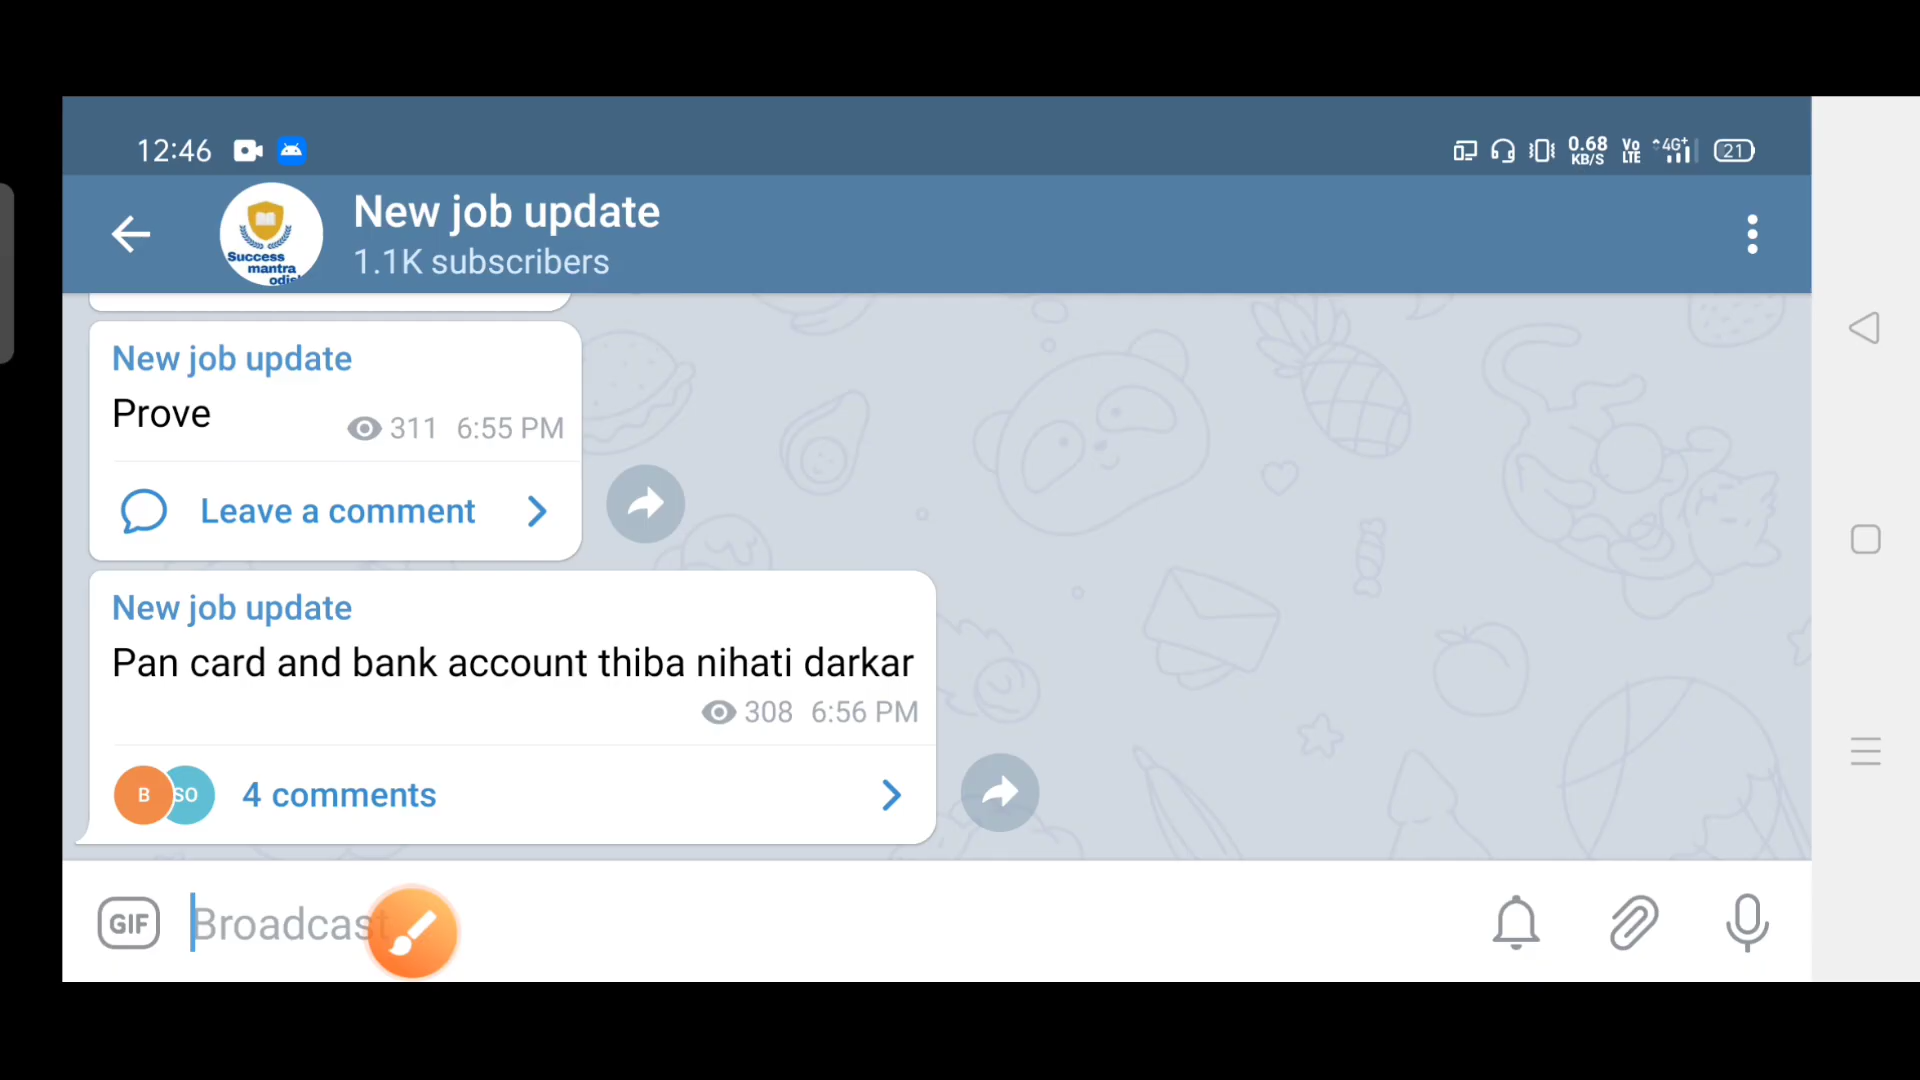 12:46
0.68
KB/S
Vo
LTE
4G+
21
New job update
1.1K subscribers
Success
mantra
New job update
Prove
311 6:55 PM
Leave a comment
New job update
Pan card and bank account thiba nihati darkar
308 6:56 PM
B
SO
4 comments
GIF
Broadcast